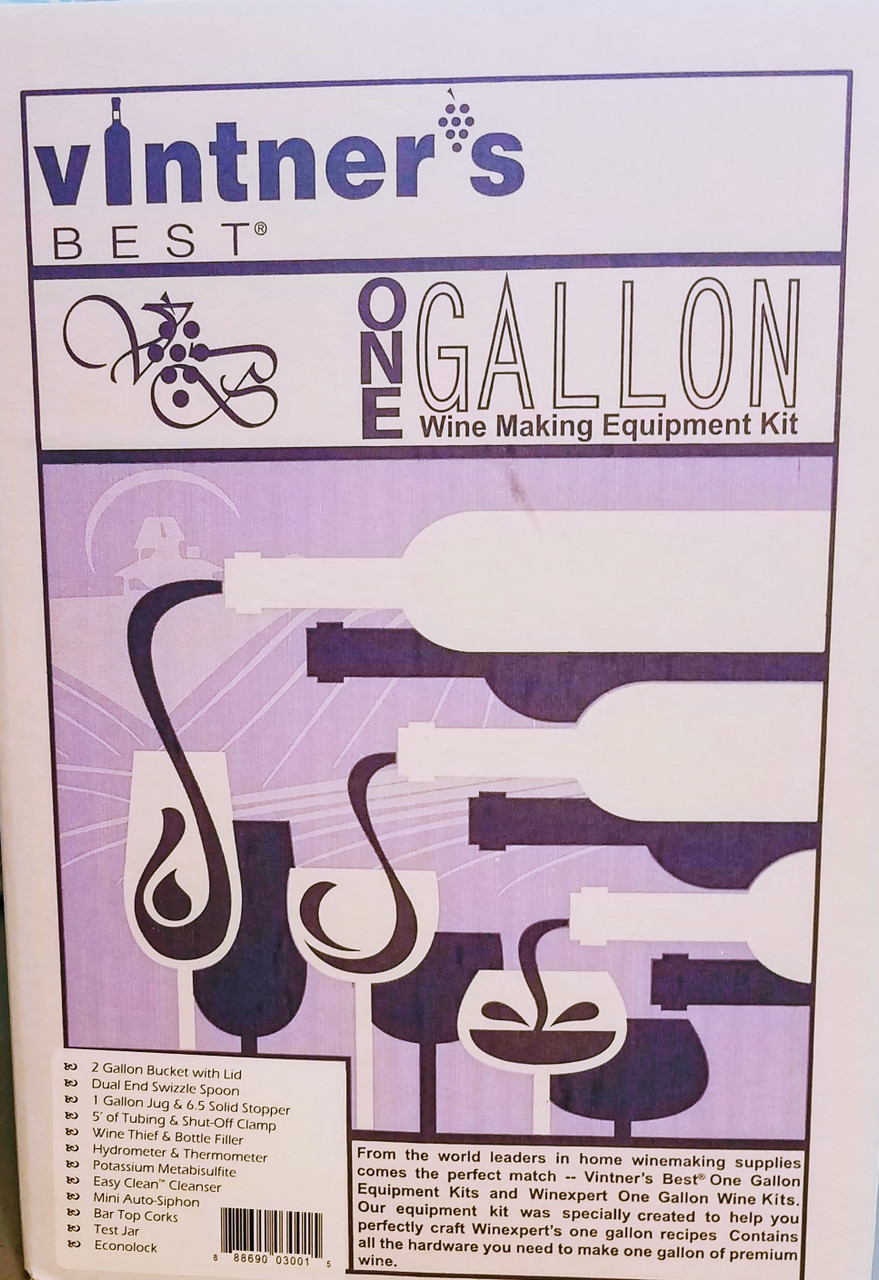 vintner's
BEST®
ONE GALLON
Wine Making Equipment Kit
2 Gallon Bucket with Lid
Dual End Swizzle Spoon
1 Gallon Jug & 6.5 Solid Stopper
5' of Tubing & Shut-Off Clamp
Wine Thief & Bottle Filler
Hydrometer & Thermometer
Potassium Metabisulfite
Easy Clean™ Cleanser
Mini Auto-Siphon
Bar Top Corks
Test Jar
Econolock
8 88690 03001 5
From the world leaders in home winemaking supplies
comes the perfect match -- Vintner's Best® One Gallon
Equipment Kits and Winexpert One Gallon Wine Kits.
Our equipment kit was specially created to help you
perfectly craft Winexpert's one gallon recipes Contains
all the hardware you need to make one gallon of premium
wine.